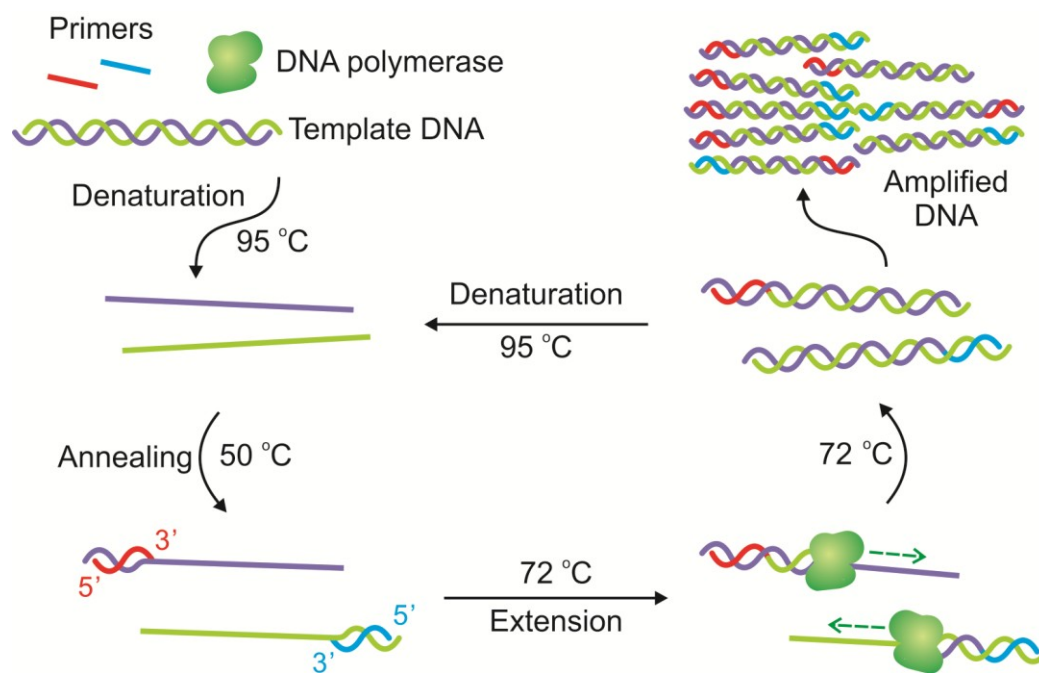 Primers
DNA polymerase
Template DNA
Denaturation
95 °C
Amplified
DNA
Denaturation
95 °C
Annealing
50 °C
72 °C
3’
5’
72 °C
Extension
5’
3’